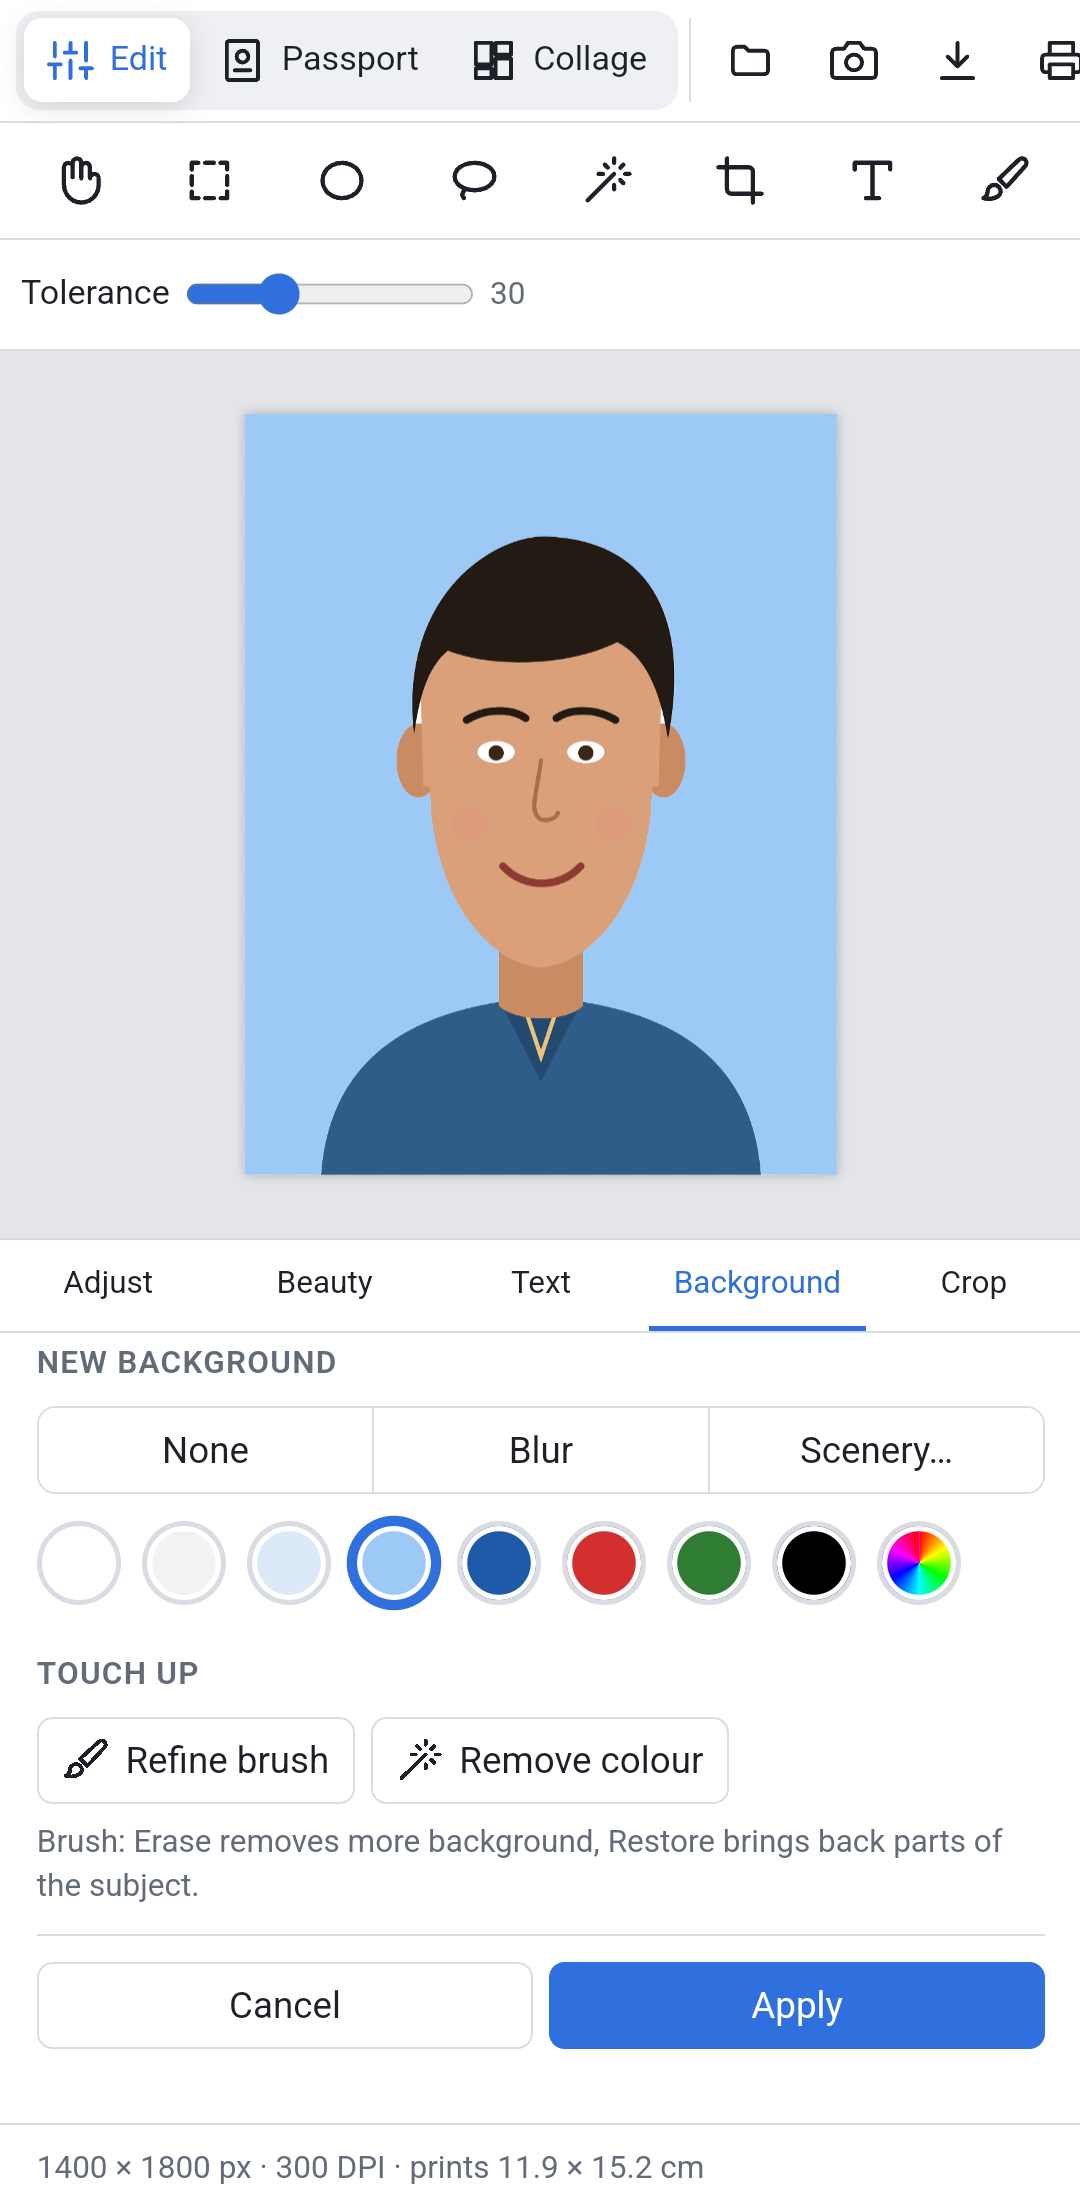 Edit Passport Collage
Tolerance 30
Adjust Beauty Text Background Crop
NEW BACKGROUND
None Blur Scenery...
TOUCH UP
Refine brush Remove colour
Brush: Erase removes more background, Restore brings back parts of
the subject.
Cancel Apply
1400 × 1800 px · 300 DPI · prints 11.9 × 15.2 cm